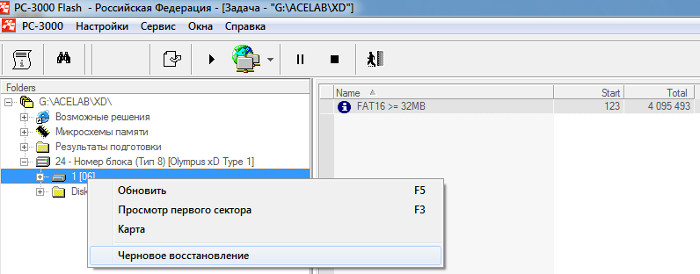 PC-3000 Flash - Российская Федерация - [Задача - "G:\ACELAB\XD"]
PC-3000 Настройки Сервис Окна Справка
Folders
G:\ACELAB\XD\
Возможные решения
Микросхемы памяти
Результаты подготовки
24 - Номер блока (Тип 8) [Olympus xD Type 1]
1 [06]
Disk
Обновить F5
Просмотр первого сектора F3
Карта
Черновое восстановление
Name Start Total
FAT16 >= 32MB 123 4 095 493